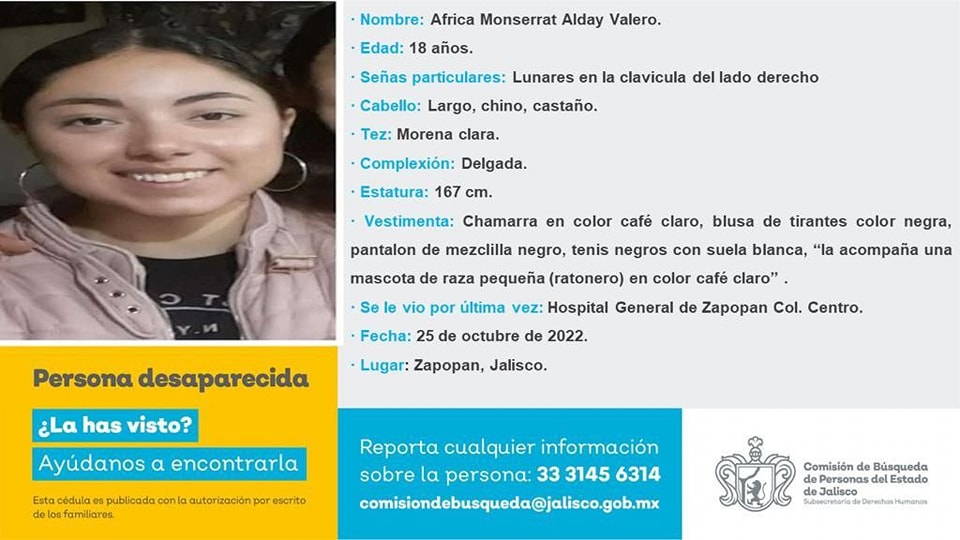 · Nombre: Africa Monserrat Alday Valero.
· Edad: 18 años.
· Señas particulares: Lunares en la clavicula del lado derecho
· Cabello: Largo, chino, castaño.
· Tez: Morena clara.
· Complexión: Delgada.
· Estatura: 167 cm.
· Vestimenta: Chamarra en color café claro, blusa de tirantes color negra,
pantalon de mezclilla negro, tenis negros con suela blanca, “la acompaña una
mascota de raza pequeña (ratonero) en color café claro” .
· Se le vio por última vez: Hospital General de Zapopan Col. Centro.
· Fecha: 25 de octubre de 2022.
· Lugar: Zapopan, Jalisco.
Persona desaparecida
¿La has visto?
Ayúdanos a encontrarla
Esta cédula es publicada con la autorización por escrito
de los familiares.
Reporta cualquier información
sobre la persona: 33 3145 6314
comisiondebusqueda@jalisco.gob.mx
Comisión de Búsqueda
de Personas del Estado
de Jalisco
Subsecretaría de Derechos Humanos